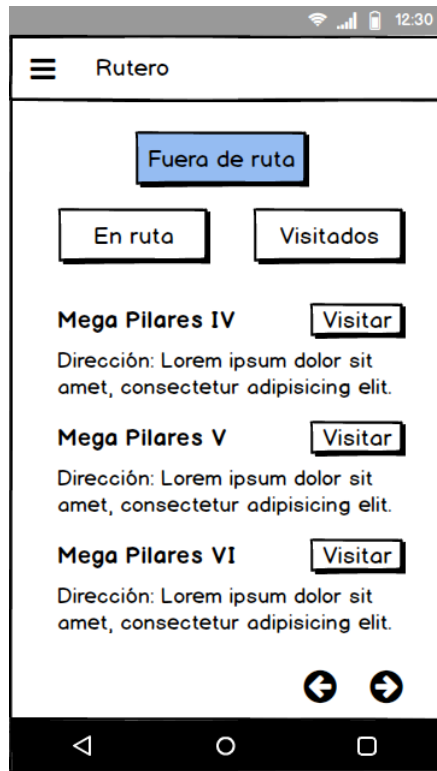 12:30
Rutero
Fuera de ruta
En ruta
Visitados
Mega Pilares IV
Visitar
Dirección: Lorem ipsum dolor sit
amet, consectetur adipisicing elit.
Mega Pilares V
Visitar
Dirección: Lorem ipsum dolor sit
amet, consectetur adipisicing elit.
Mega Pilares VI
Visitar
Dirección: Lorem ipsum dolor sit
amet, consectetur adipisicing elit.